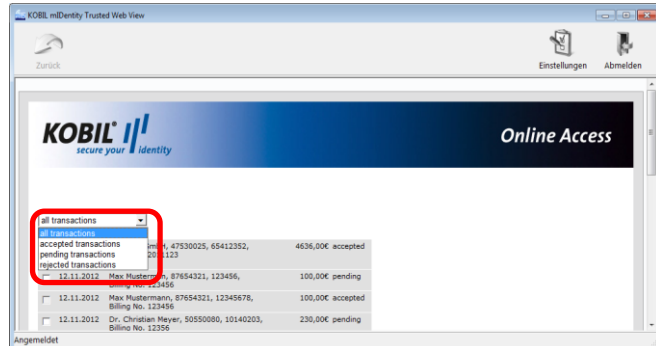 KOBIL mIDentity Trusted Web View
Zurück
Einstellungen
Abmelden
KOBIL
secure your identity
Online Access
all transactions
all transactions
accepted transactions
pending transactions
rejected transactions
47530025, 65412352,
4636,00€ accepted
12.11.2012 Max Mustermann, 87654321, 123456, 100,00€ pending
Billing No. 123456
12.11.2012 Max Mustermann, 87654321, 12345678, 100,00€ accepted
Billing No. 123456
12.11.2012 Dr. Christian Meyer, 50550080, 10140203, 230,00€ pending
Billing No. 12356
Angemeldet